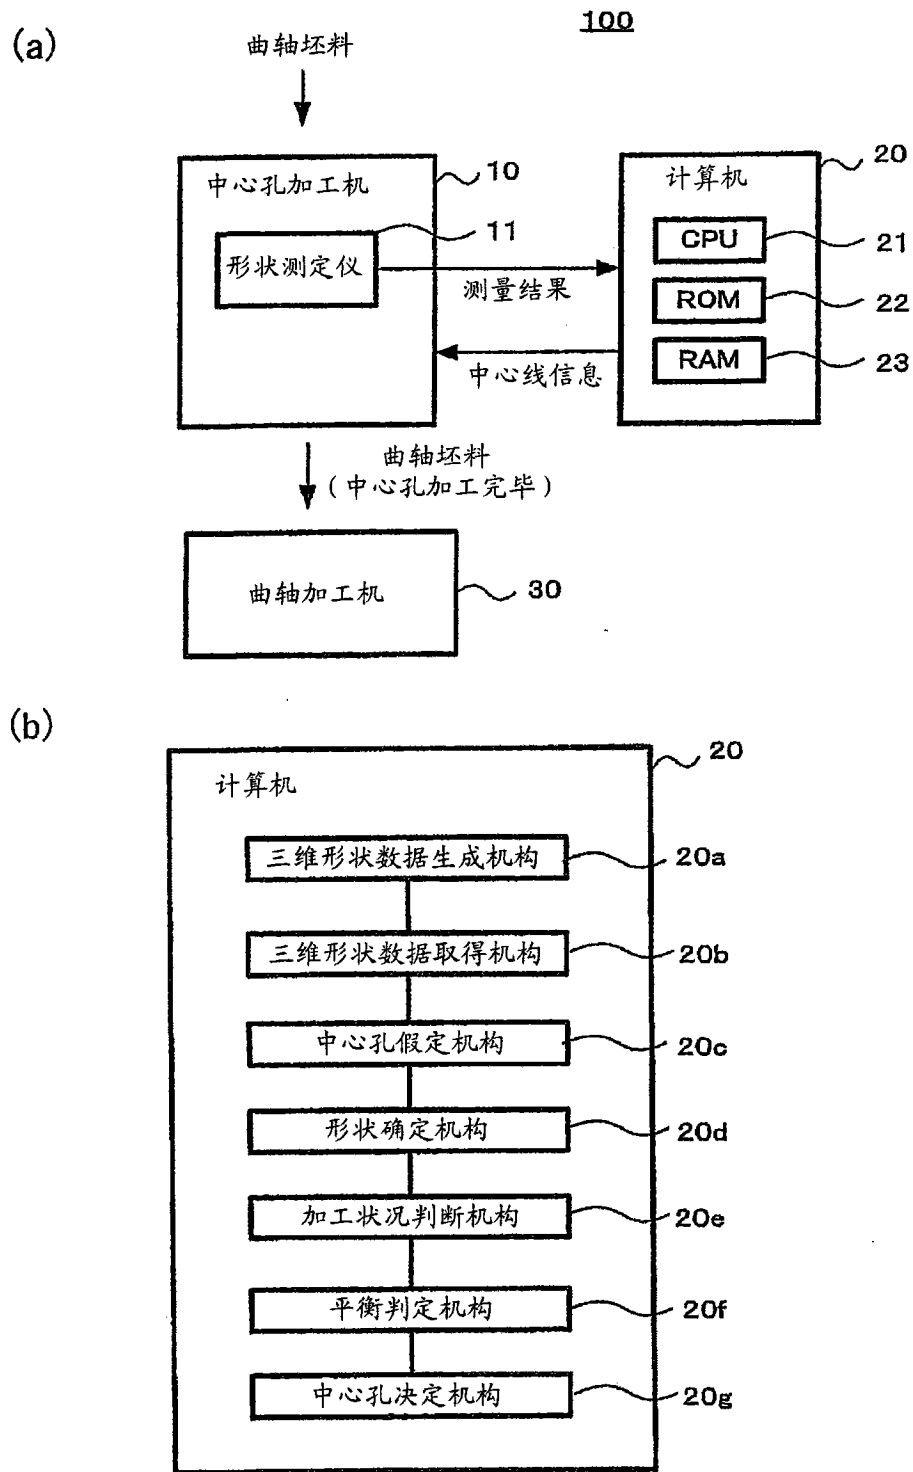 100
(a)
曲轴坯料
中心孔加工机
10
形状测定仪
11
测量结果
中心线信息
计算机
20
CPU
21
ROM
22
RAM
23
曲轴坯料
(中心孔加工完毕)
曲轴加工机
30
(b)
计算机
20
三维形状数据生成机构
20a
三维形状数据取得机构
20b
中心孔假定机构
20c
形状确定机构
20d
加工状况判断机构
20e
平衡判定机构
20f
中心孔决定机构
20g